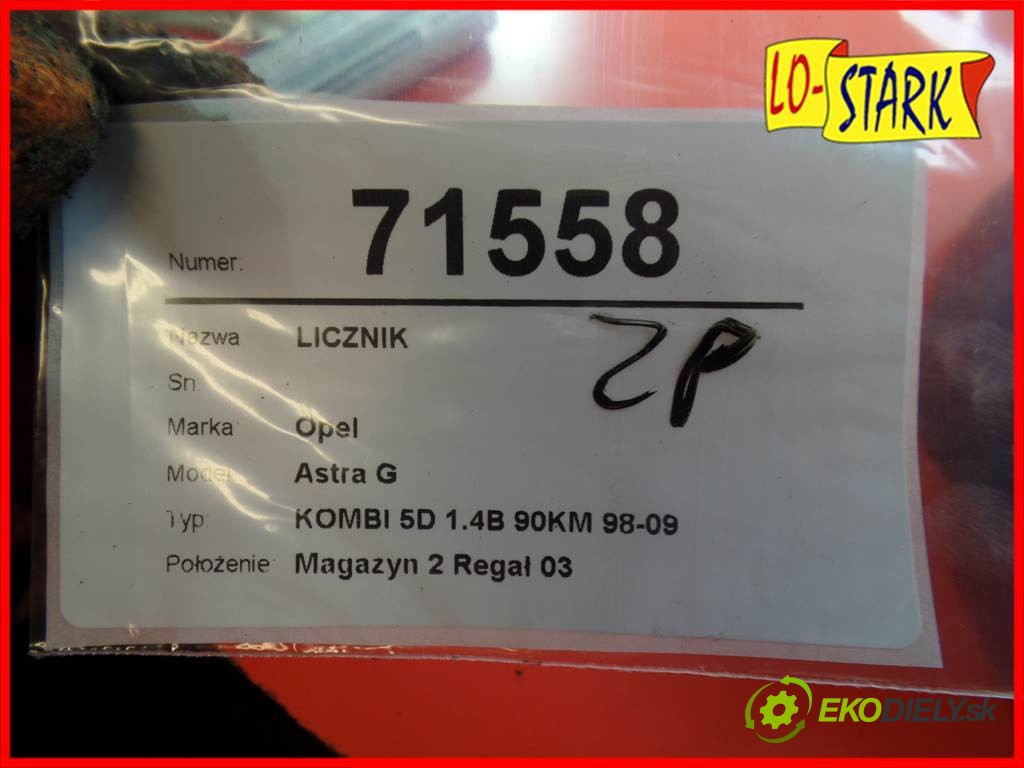 LO-STARK
Numer: 71558
Nazwa LICZNIK
ZP
Sn:
Marka: Opel
Model: Astra G
Typ: KOMBI 5D 1.4B 90KM 98-09
Położenie: Magazyn 2 Regał 03
EKODIELY.sk